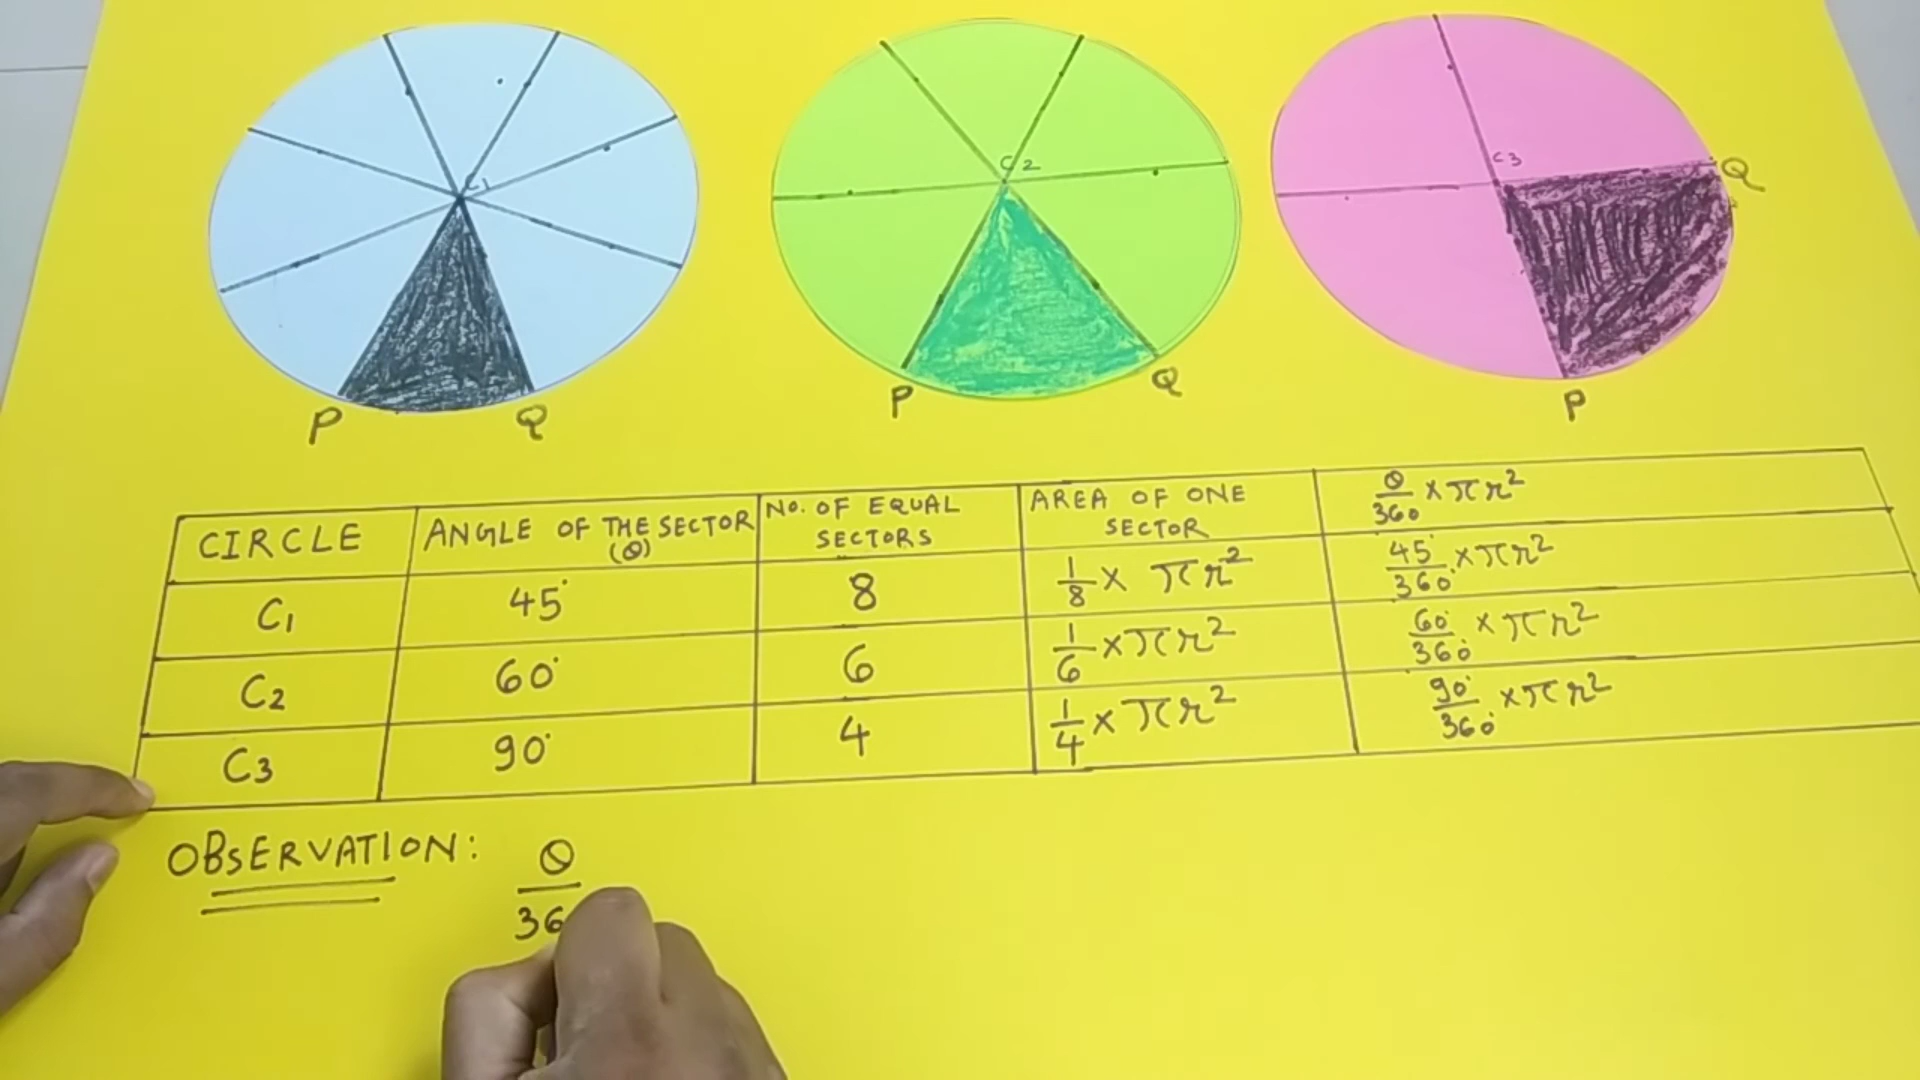 C1
C2
C3
P Q
P Q
Q
P
CIRCLE
ANGLE OF THE SECTOR
(θ)
NO. OF EQUAL
SECTORS
AREA OF ONE
SECTOR
θ/360 × πr²
C1 45° 8 1/8 × πr² 45°/360° × πr²
C2 60° 6 1/6 × πr² 60°/360° × πr²
C3 90° 4 1/4 × πr² 90°/360° × πr²
OBSERVATION: θ/36